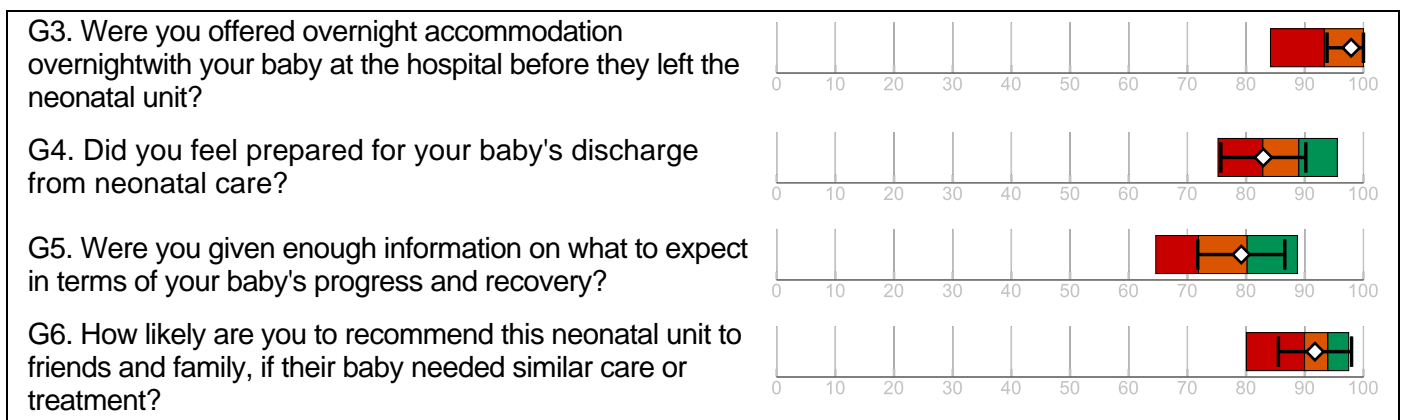 G3. Were you offered overnight accommodation
overnightwith your baby at the hospital before they left the
neonatal unit?
0 10 20 30 40 50 60 70 80 90 100
G4. Did you feel prepared for your baby's discharge
from neonatal care?
0 10 20 30 40 50 60 70 80 90 100
G5. Were you given enough information on what to expect
in terms of your baby's progress and recovery?
0 10 20 30 40 50 60 70 80 90 100
G6. How likely are you to recommend this neonatal unit to
friends and family, if their baby needed similar care or
treatment?
0 10 20 30 40 50 60 70 80 90 100